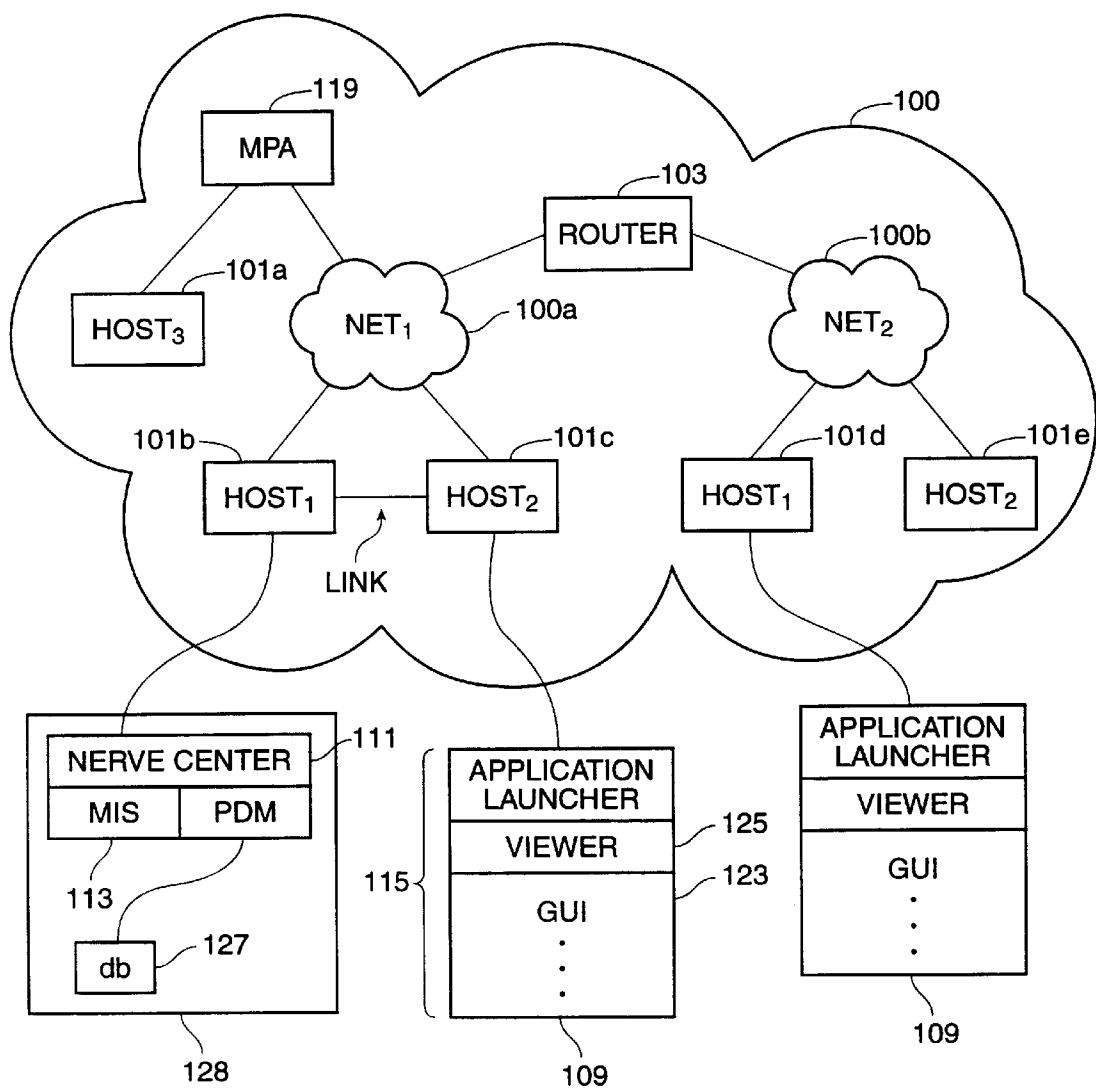 119
MPA
100
103
ROUTER
100b
101a
HOST₃
NET₁
100a
NET₂
101b
101c
101d
101e
HOST₁
HOST₂
HOST₁
HOST₂
LINK
NERVE CENTER
111
MIS
PDM
113
db
127
128
APPLICATION
LAUNCHER
VIEWER
125
115
123
GUI
109
APPLICATION
LAUNCHER
VIEWER
GUI
109